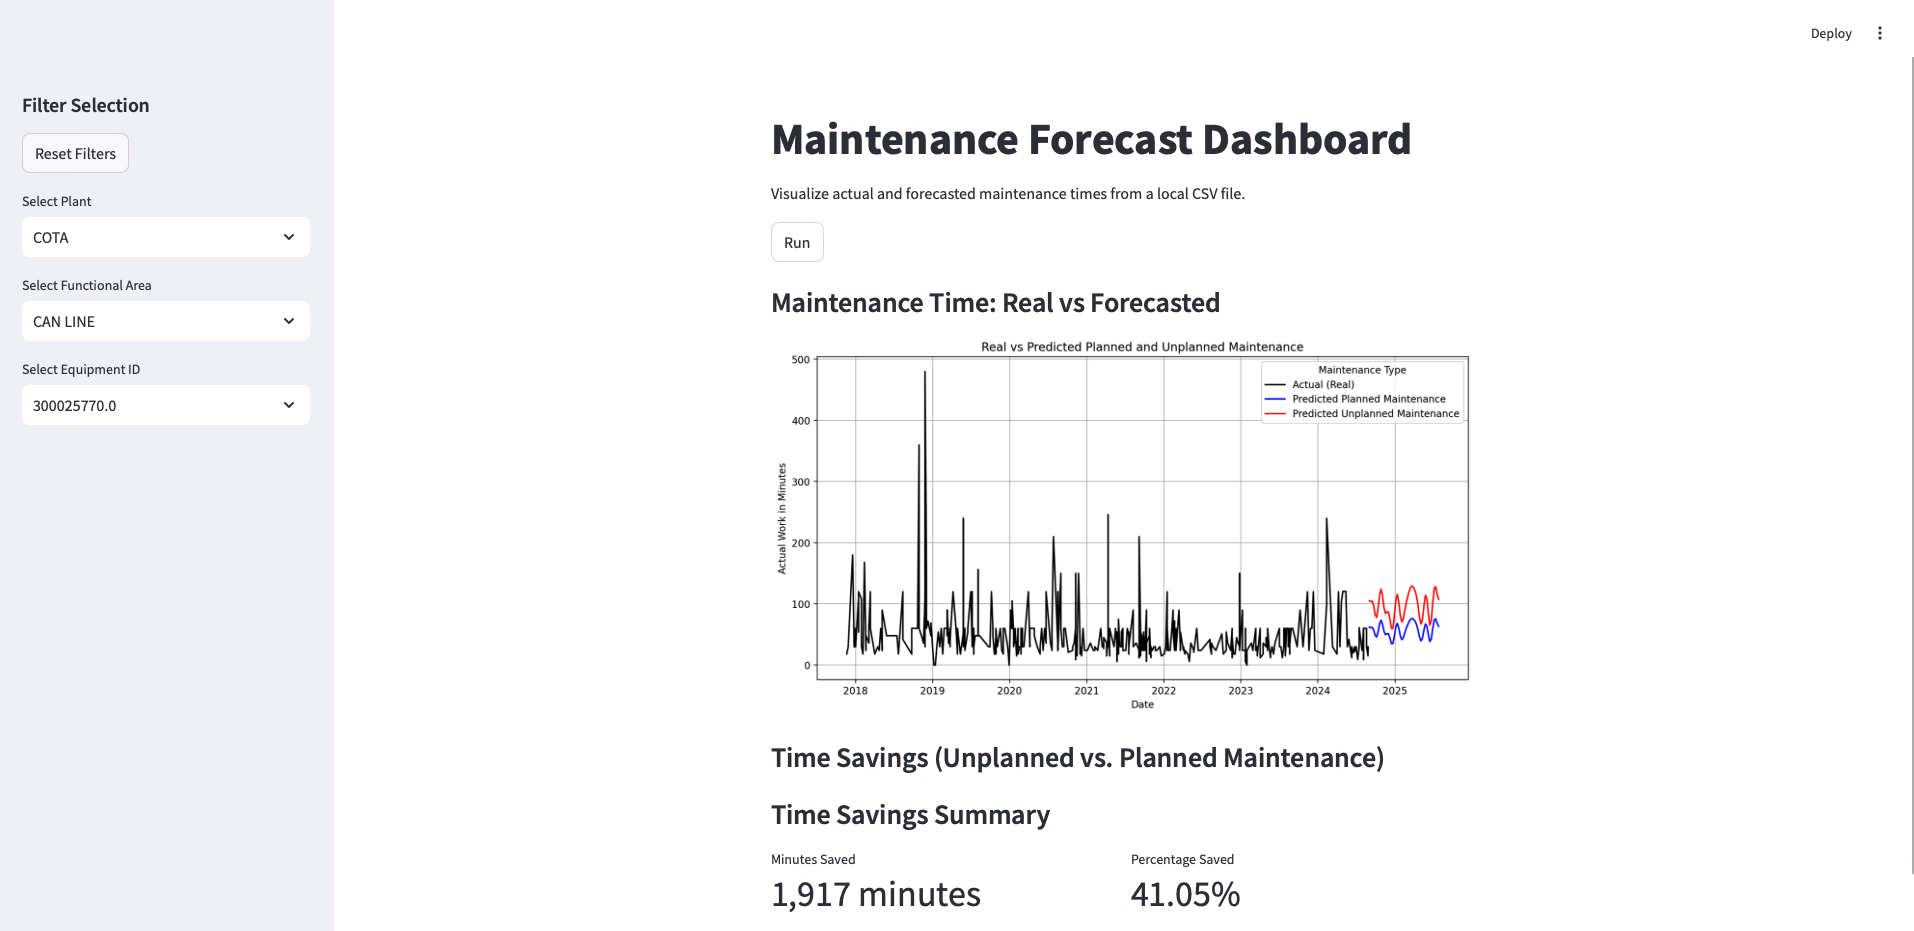 Deploy
Filter Selection
Reset Filters
Select Plant
COTA
Select Functional Area
CAN LINE
Select Equipment ID
300025770.0
Maintenance Forecast Dashboard
Visualize actual and forecasted maintenance times from a local CSV file.
Run
Maintenance Time: Real vs Forecasted
Real vs Predicted Planned and Unplanned Maintenance
Maintenance Type
Actual (Real)
Predicted Planned Maintenance
Predicted Unplanned Maintenance
Actual Work in Minutes
500
400
300
200
100
0
2018 2019 2020 2021 2022 2023 2024 2025
Date
Time Savings (Unplanned vs. Planned Maintenance)
Time Savings Summary
Minutes Saved Percentage Saved
1,917 minutes 41.05%